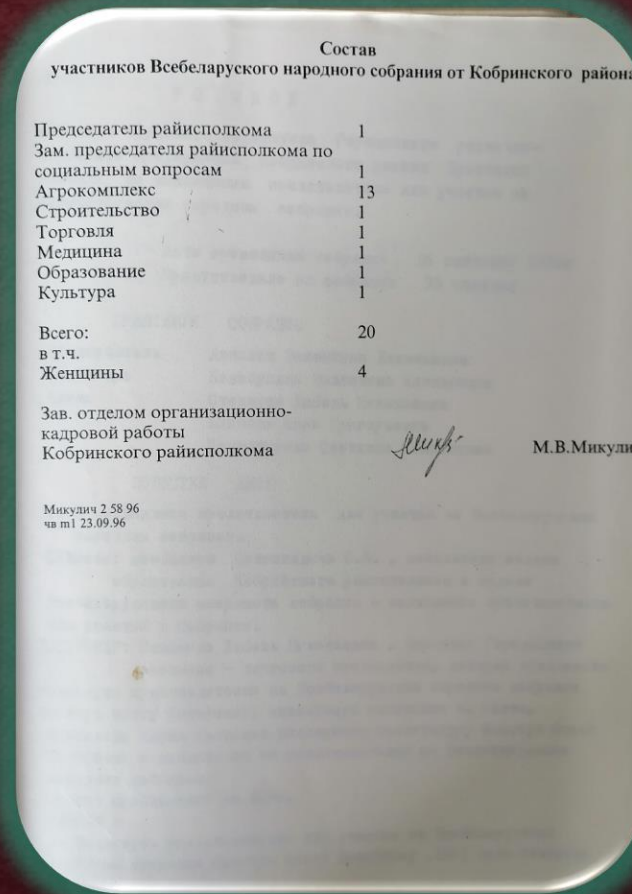 Состав
участников Всебеларуского народного собрания от Кобринского района
Председатель райисполкома 1
Зам. председателя райисполкома по
социальным вопросам 1
Агрокомплекс 13
Строительство 1
Торговля 1
Медицина 1
Образование 1
Культура 1
Всего: 20
в т.ч.
Женщины 4
Зав. отделом организационно-
кадровой работы
Кобринского райисполкома М.В.Микули
Микулич 2 58 96
чв m1 23.09.96